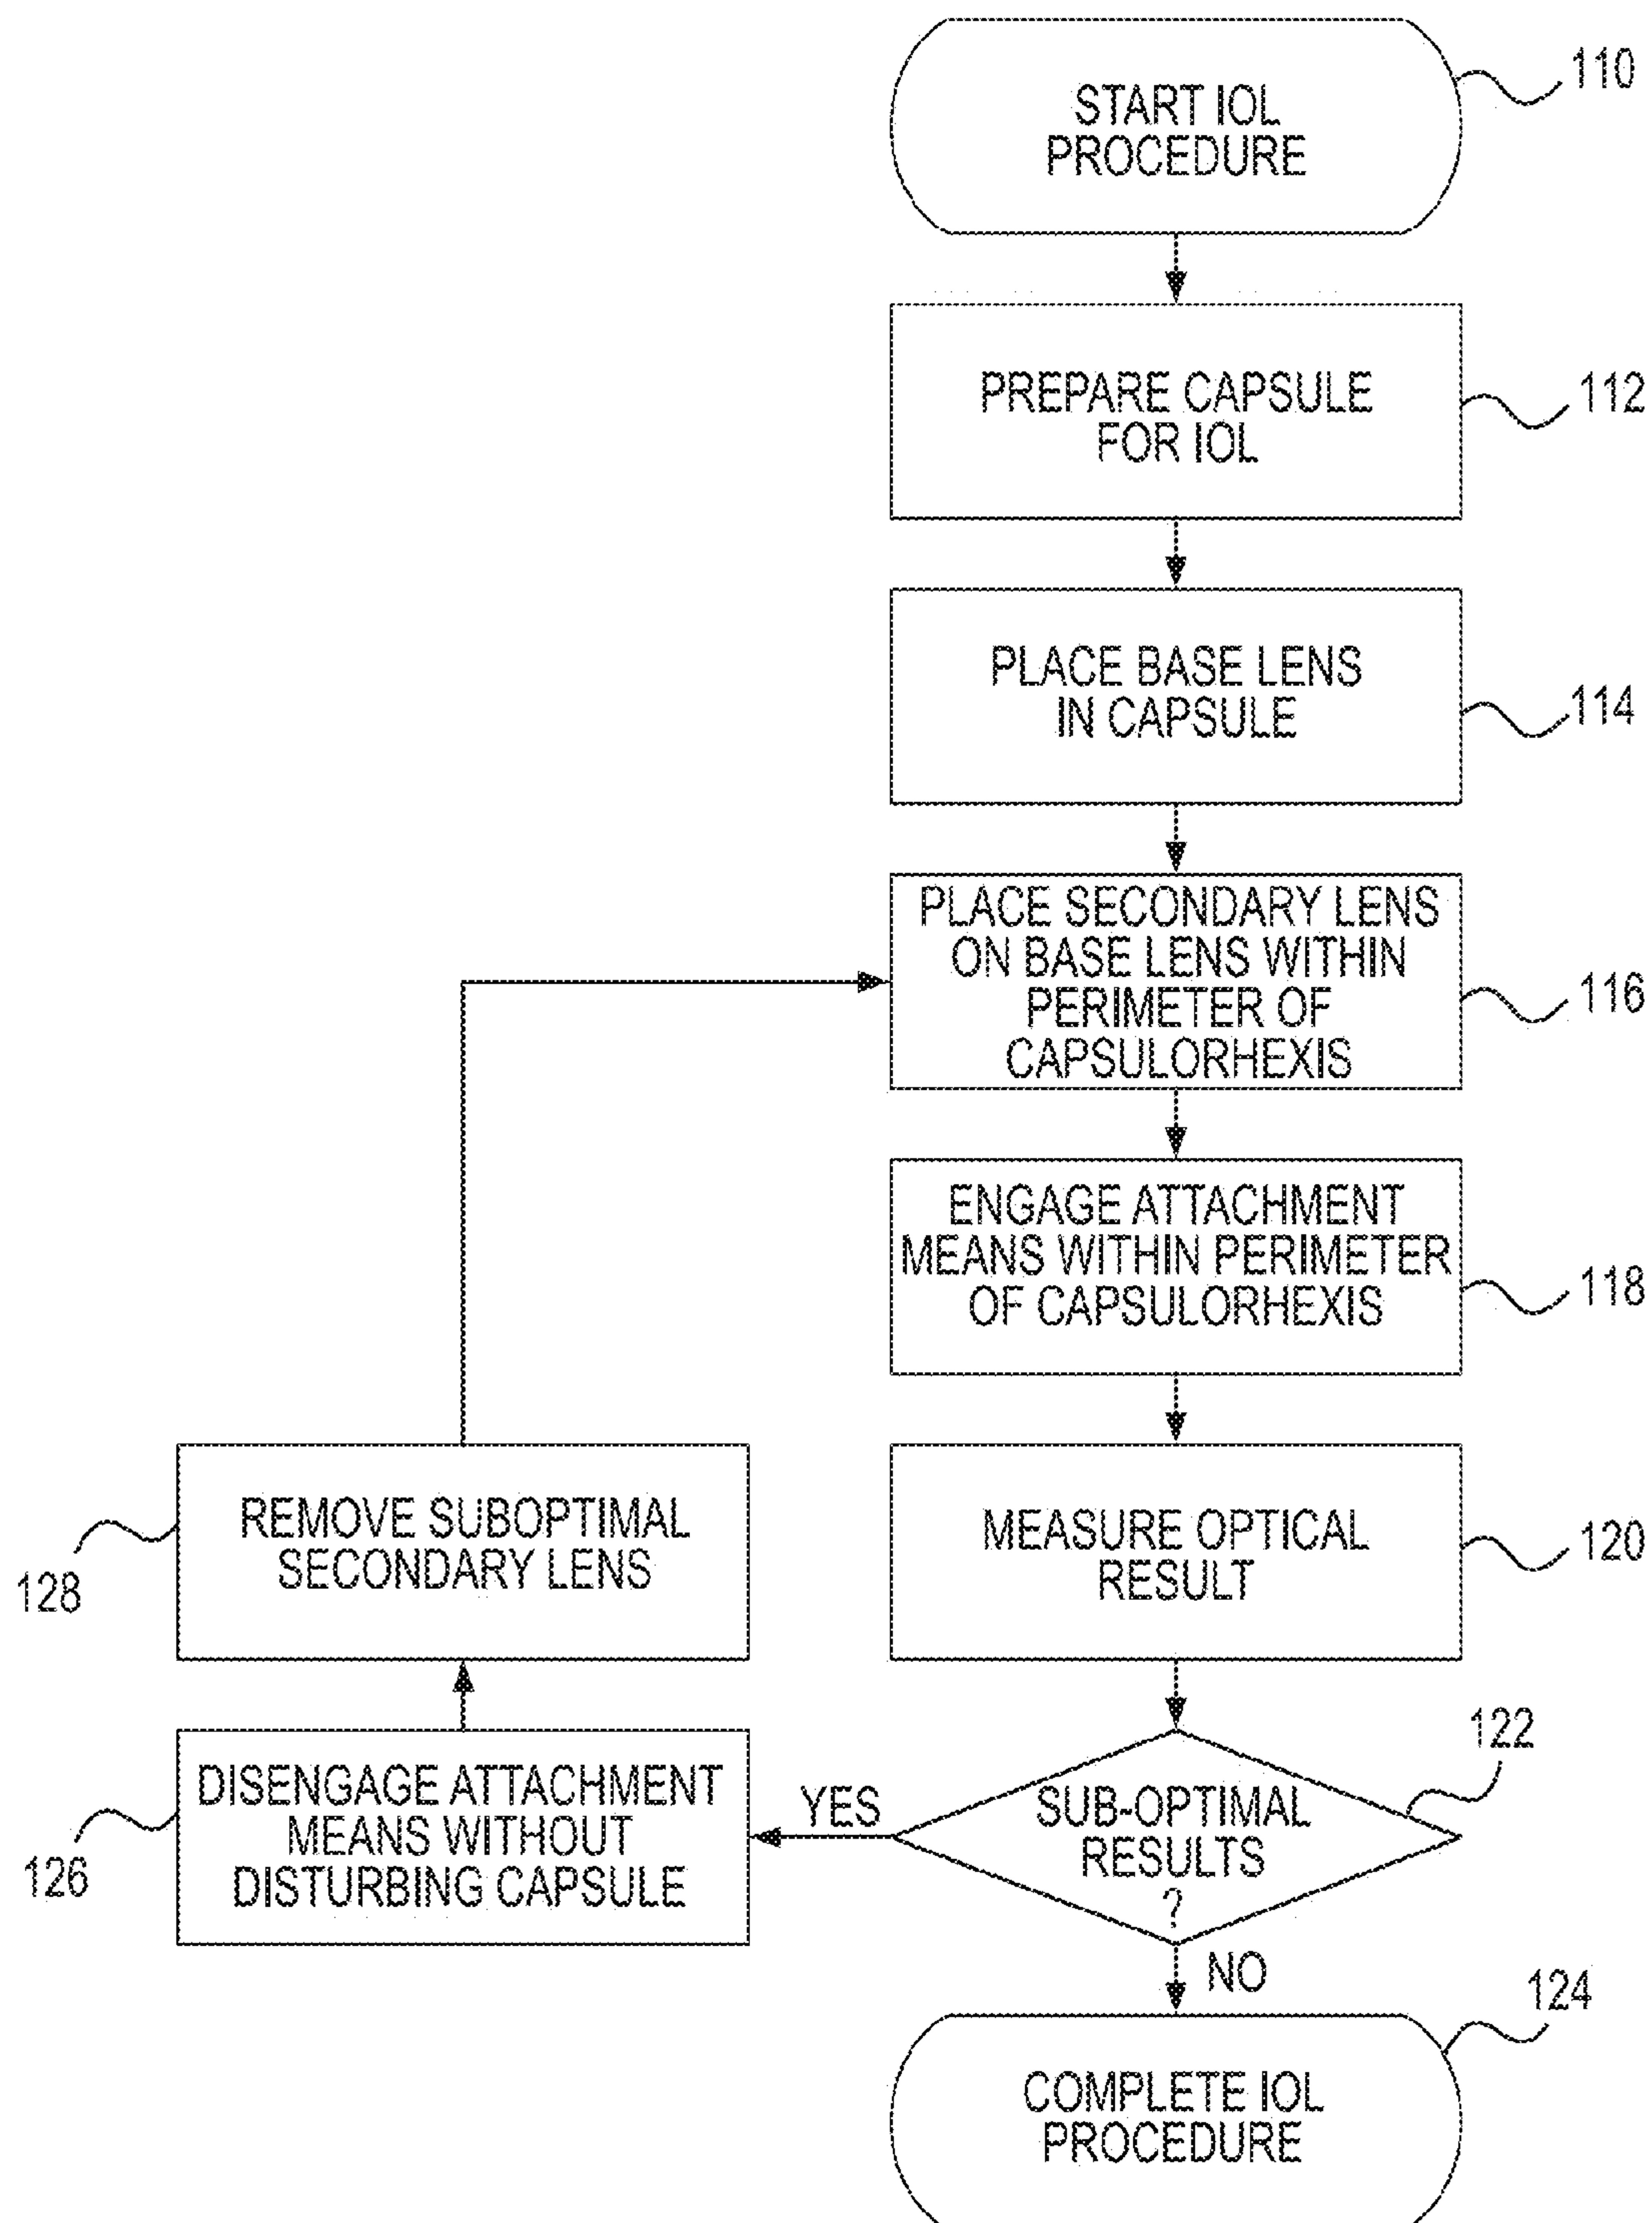 START IOL
PROCEDURE
110
PREPARE CAPSULE
FOR IOL
112
PLACE BASE LENS
IN CAPSULE
114
PLACE SECONDARY LENS
ON BASE LENS WITHIN
PERIMETER OF
CAPSULORHEXIS
116
ENGAGE ATTACHMENT
MEANS WITHIN PERIMETER
OF CAPSULORHEXIS
118
MEASURE OPTICAL
RESULT
120
REMOVE SUBOPTIMAL
SECONDARY LENS
128
SUB-OPTIMAL
RESULTS
?
122
YES
DISENGAGE ATTACHMENT
MEANS WITHOUT
DISTURBING CAPSULE
126
NO
COMPLETE IOL
PROCEDURE
124